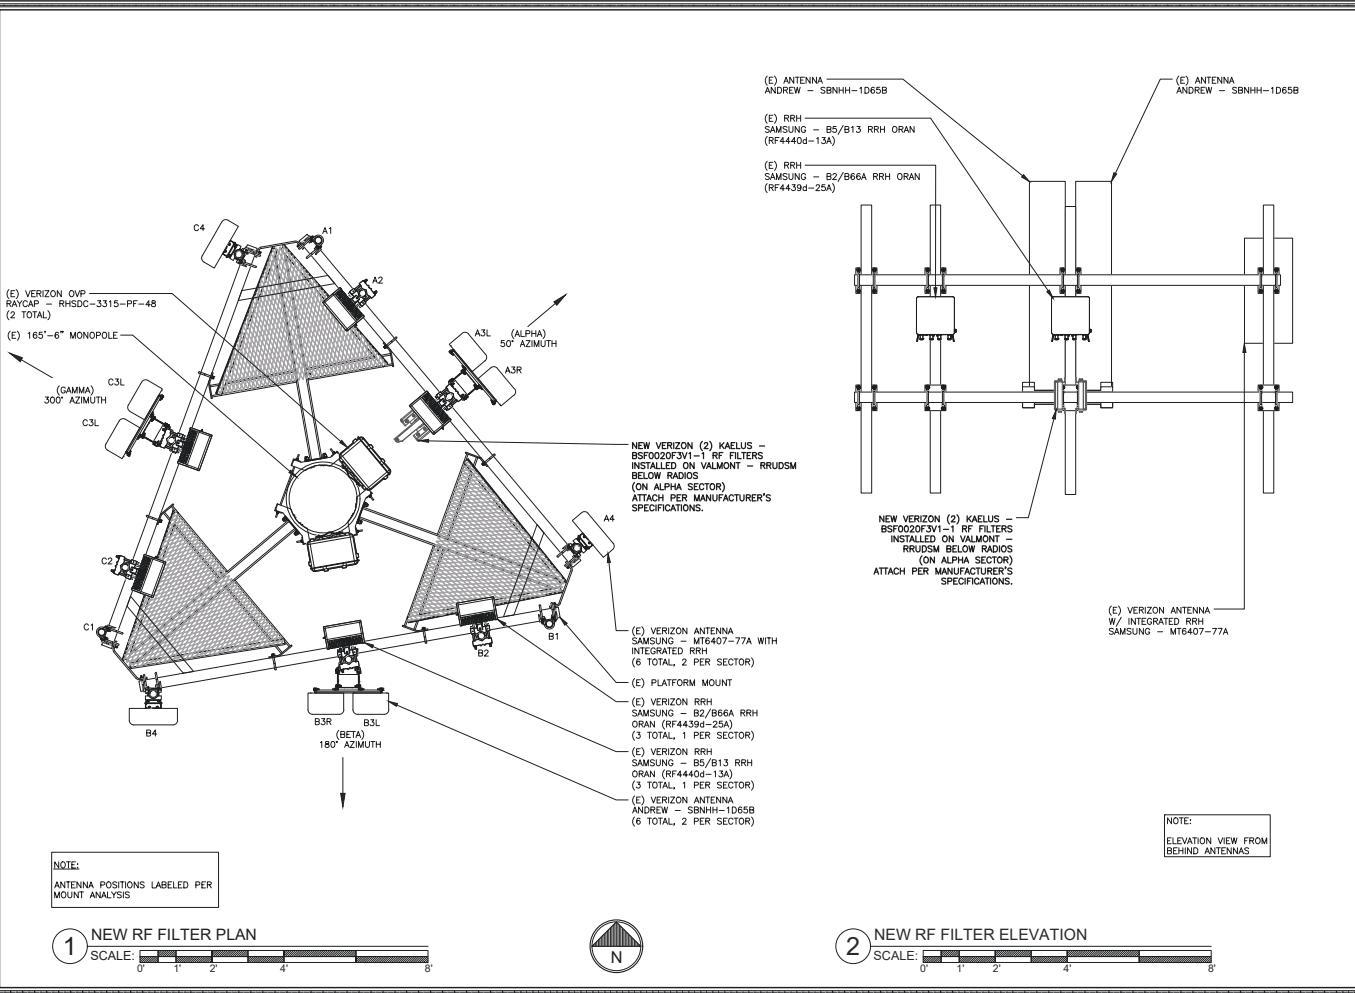 C4
A1
A2
(E) VERIZON OVP
RAYCAP - RHSDC-3315-PF-48
(2 TOTAL)
(E) 165'-6" MONOPOLE
A3L
(ALPHA)
50° AZIMUTH
A3R
(GAMMA)
300° AZIMUTH
C3L
C3L
NEW VERIZON (2) KAELUS -
BSF0020F3V1-1 RF FILTERS
INSTALLED ON VALMONT - RRUDSM
BELOW RADIOS
(ON ALPHA SECTOR)
ATTACH PER MANUFACTURER'S
SPECIFICATIONS.
A4
C2
C1
B1
B2
(E) VERIZON ANTENNA
SAMSUNG - MT6407-77A WITH
INTEGRATED RRH
(6 TOTAL, 2 PER SECTOR)
(E) PLATFORM MOUNT
(E) VERIZON RRH
SAMSUNG - B2/B66A RRH
ORAN (RF4439d-25A)
(3 TOTAL, 1 PER SECTOR)
(E) VERIZON RRH
SAMSUNG - B5/B13 RRH
ORAN (RF4440d-13A)
(3 TOTAL, 1 PER SECTOR)
(E) VERIZON ANTENNA
ANDREW - SBNHH-1D65B
(6 TOTAL, 2 PER SECTOR)
B4
B3R
B3L
(BETA)
180° AZIMUTH
NOTE:
ANTENNA POSITIONS LABELED PER
MOUNT ANALYSIS
1
NEW RF FILTER PLAN
SCALE:
0' 1' 2' 4' 8'
N
(E) ANTENNA
ANDREW - SBNHH-1D65B
(E) RRH
SAMSUNG - B5/B13 RRH ORAN
(RF4440d-13A)
(E) RRH
SAMSUNG - B2/B66A RRH ORAN
(RF4439d-25A)
(E) ANTENNA
ANDREW - SBNHH-1D65B
NEW VERIZON (2) KAELUS -
BSF0020F3V1-1 RF FILTERS
INSTALLED ON VALMONT -
RRUDSM BELOW RADIOS
(ON ALPHA SECTOR)
ATTACH PER MANUFACTURER'S
SPECIFICATIONS.
(E) VERIZON ANTENNA
W/ INTEGRATED RRH
SAMSUNG - MT6407-77A
NOTE:
ELEVATION VIEW FROM
BEHIND ANTENNAS
2
NEW RF FILTER ELEVATION
SCALE:
0' 1' 2' 4' 8'